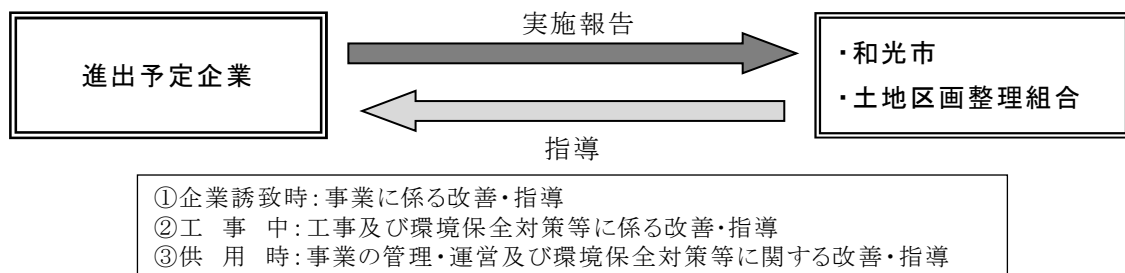 実施報告
進出予定企業
・和光市
・土地区画整理組合
指導
①企業誘致時：事業に係る改善・指導
②工　事　中：工事及び環境保全対策等に係る改善・指導
③供　用　時：事業の管理・運営及び環境保全対策等に関する改善・指導